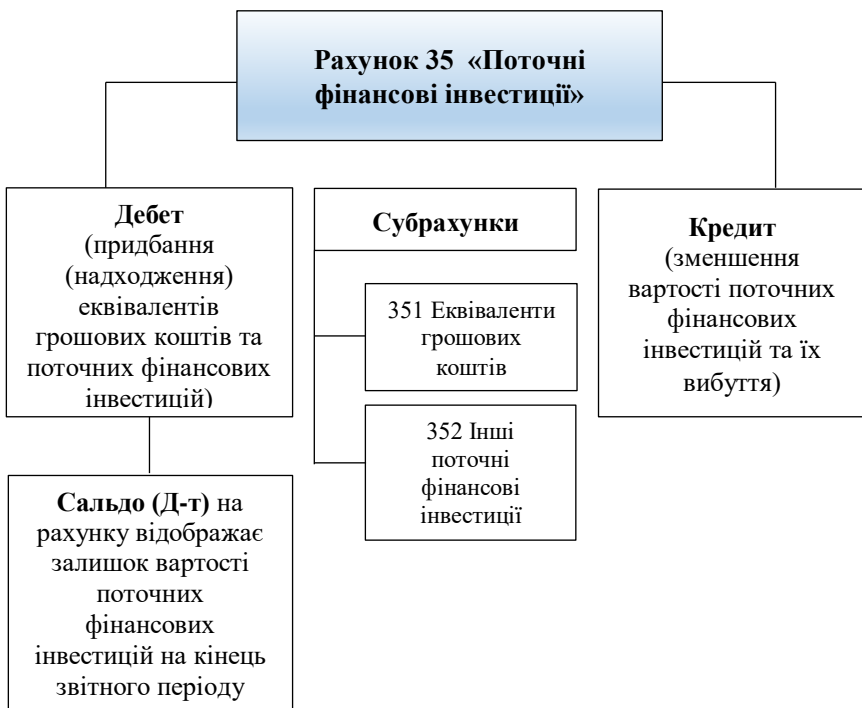 Рахунок 35 «Поточні
фінансові інвестиції»
Дебет
(придбання
(надходження)
еквівалентів
грошових коштів та
поточних фінансових
інвестицій)
Сальдо (Д-т) на
рахунку відображає
залишок вартості
поточних
фінансових
інвестицій на кінець
звітного періоду
Субрахунки
351 Еквіваленти
грошових
коштів
352 Інші
поточні
фінансові
інвестиції
Кредит
(зменшення
вартості поточних
фінансових
інвестицій та їх
вибуття)